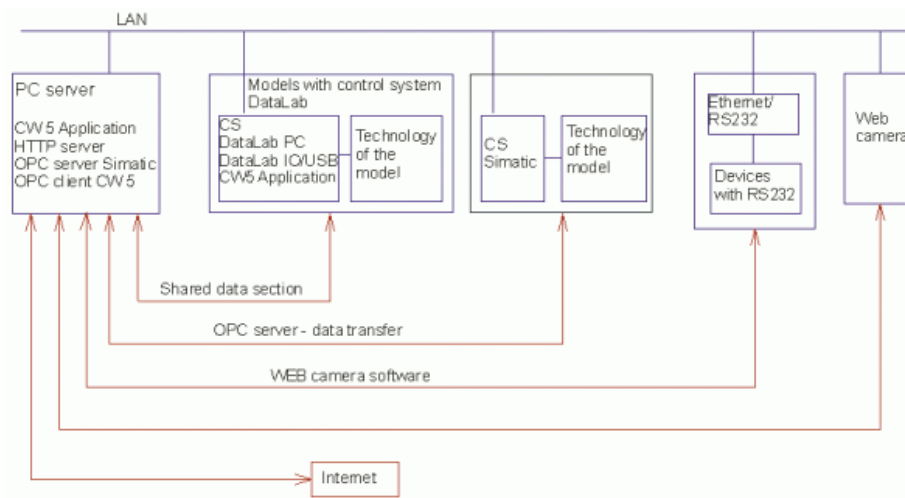 LAN
PC server
CW 5 Application
HTTP server
OPC server Simatic
OPC client CW 5
Models with control system
DataLab
CS
DataLab PC
DataLab IO/USB
CW5 Application
Technology
of the
model
CS
Simatic
Technology
of the
model
Ethernet/
RS232
Devices
with RS232
Web
camera
Shared data section
OPC server - data transfer
WEB camera software
Internet